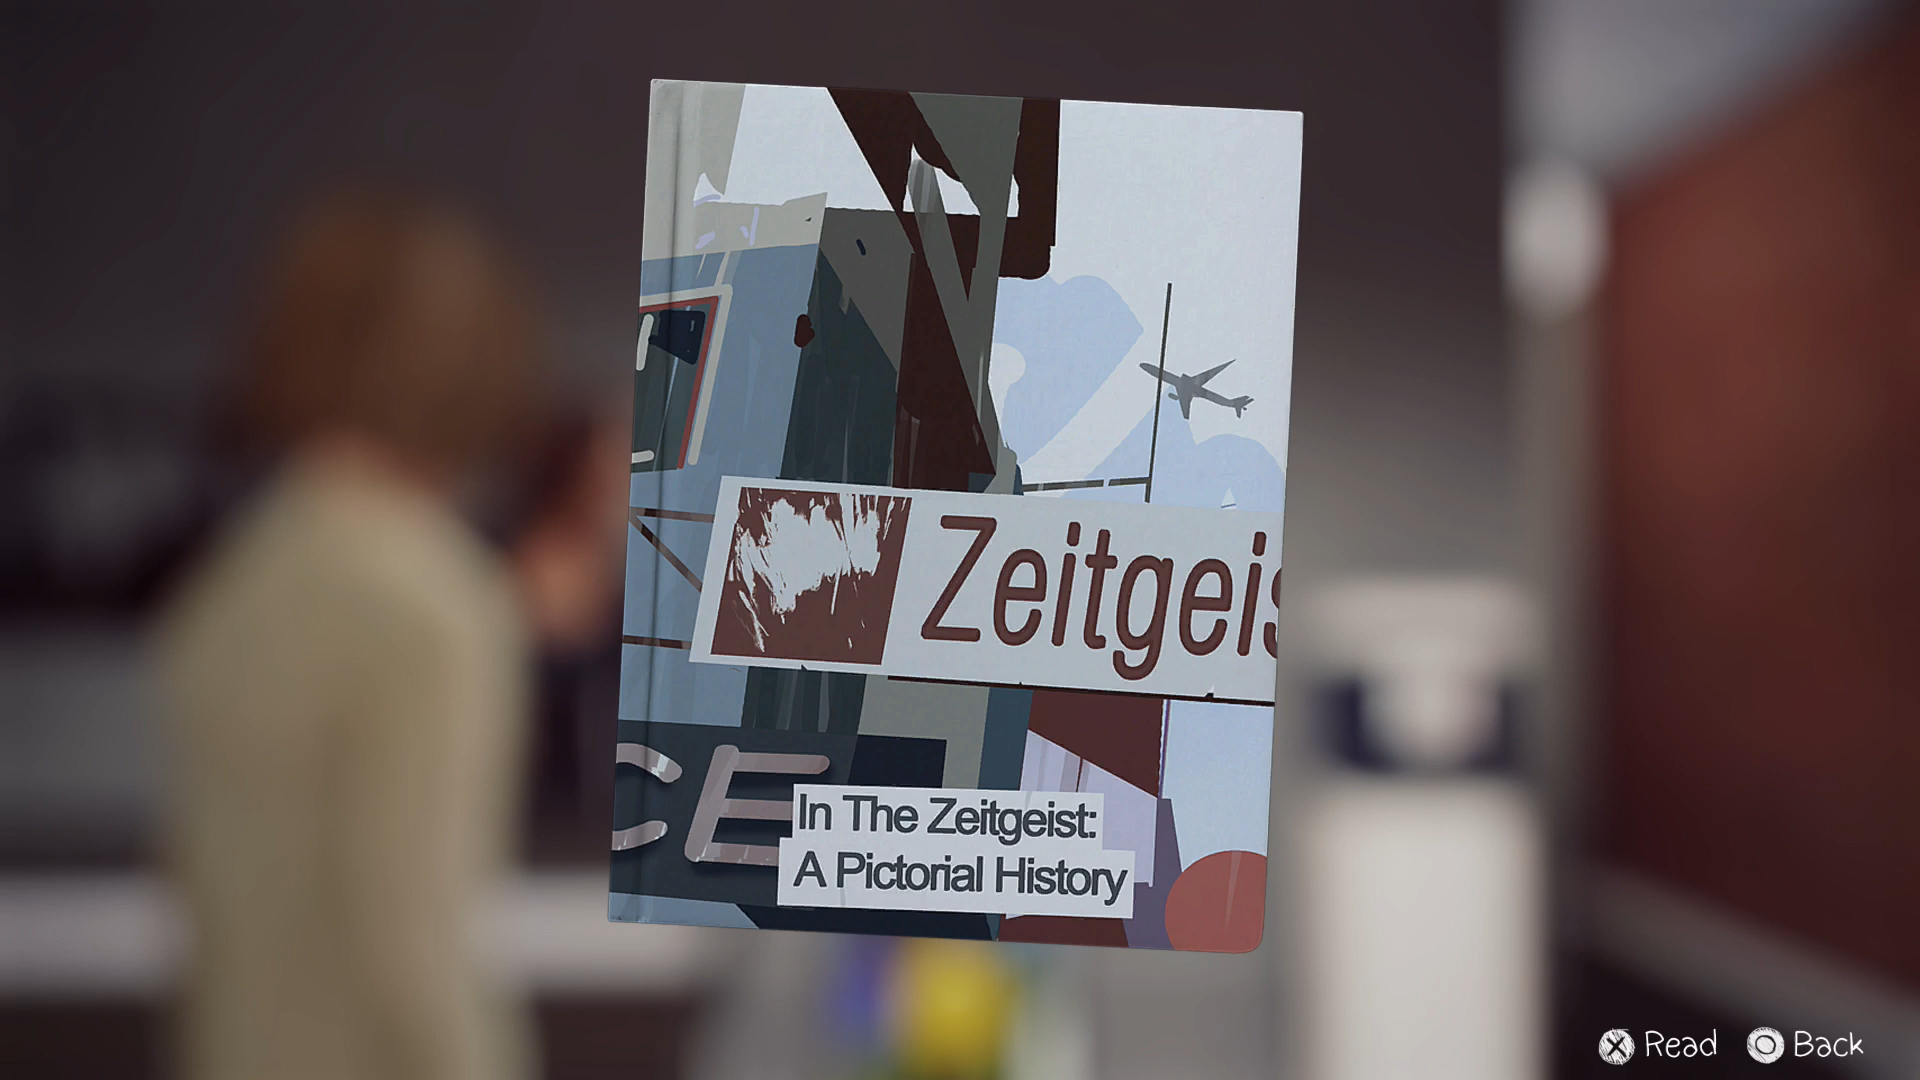 Zeitgeis
CE
In The Zeitgeist:
A Pictorial History
Read
Back